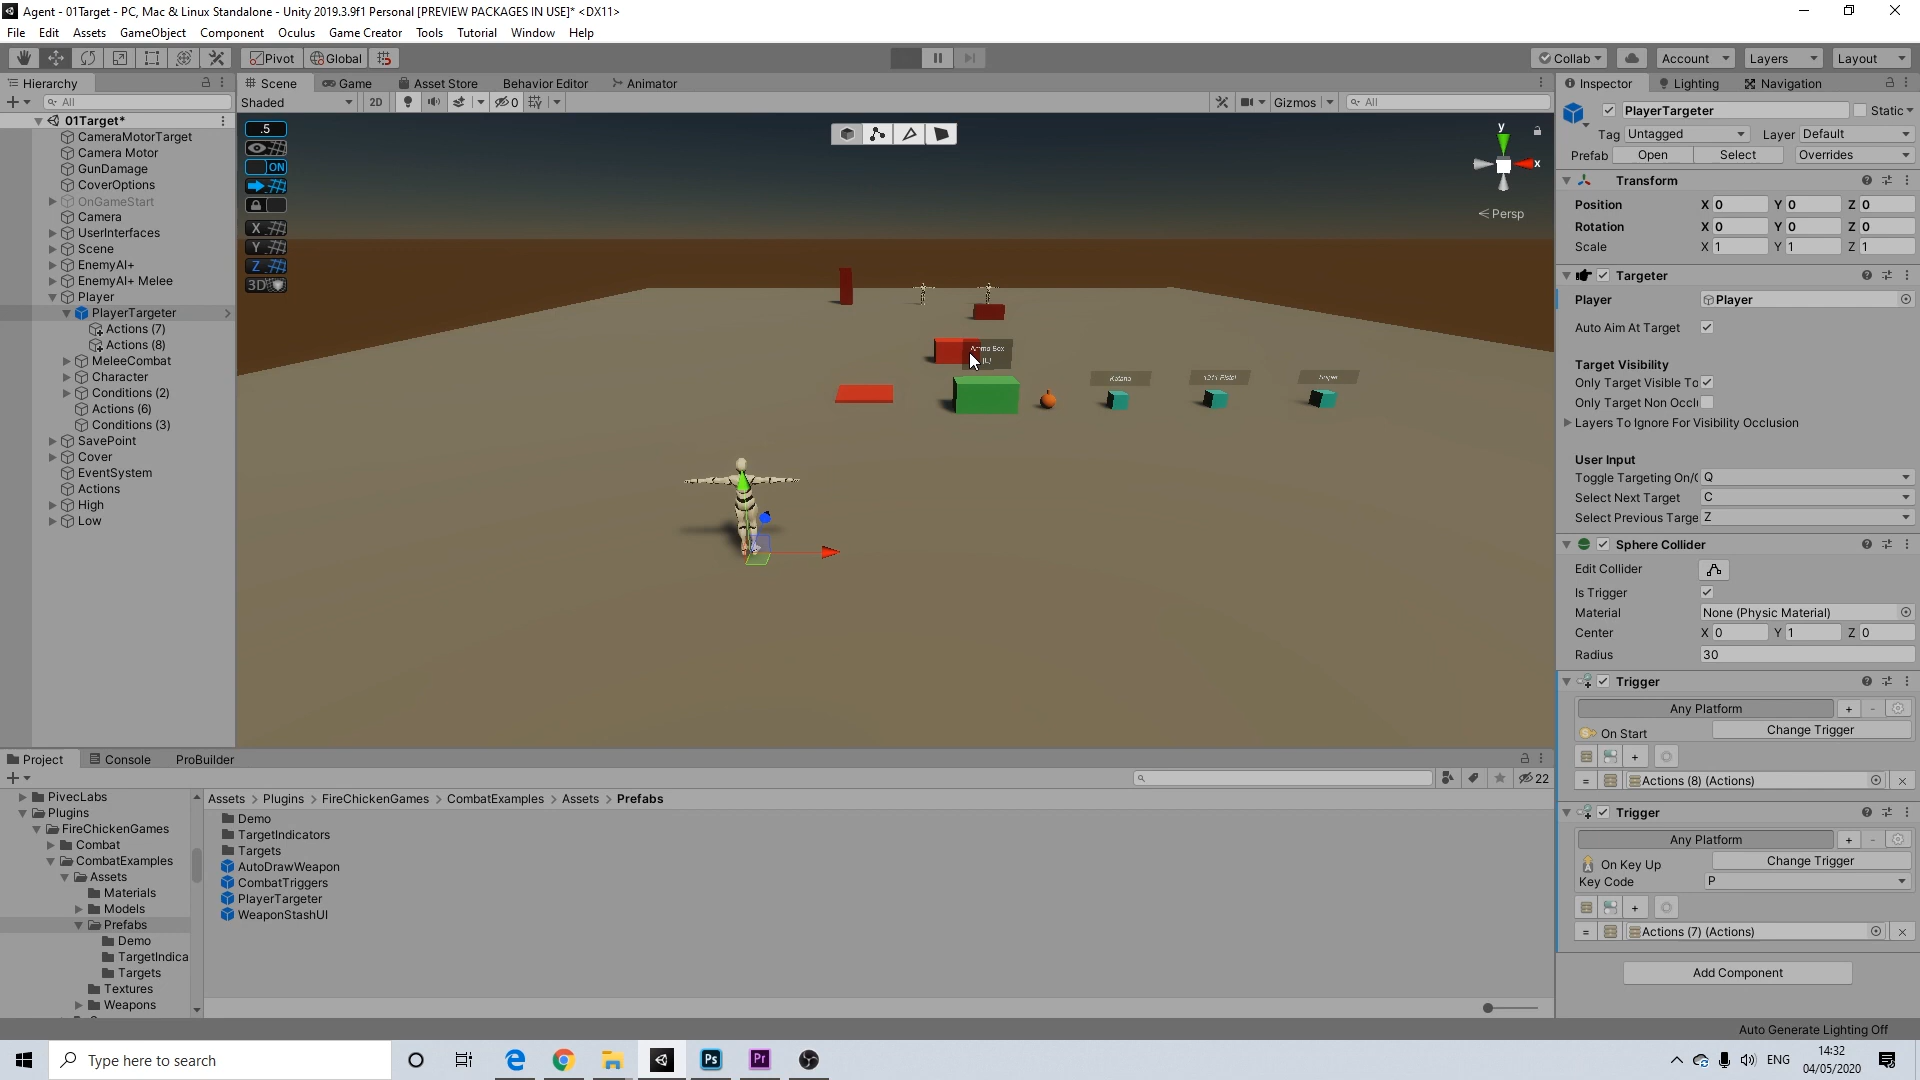 Agent - 01Target - PC, Mac & Linux Standalone - Unity 2019.3.9f1 Personal [PREVIEW PACKAGES IN USE]* <DX11>
File Edit Assets GameObject Component Oculus Game Creator Tools Tutorial Window Help
Pivot Global Collab Account Layers Layout
Hierarchy
All
01Target*
CameraMotorTarget
Camera Motor
GunDamage
CoverOptions
OnGameStart
Camera
UserInterfaces
Scene
EnemyAI+
EnemyAI+ Melee
Player
PlayerTargeter
Actions (7)
Actions (8)
MeleeCombat
Character
Conditions (2)
Actions (6)
Conditions (3)
SavePoint
Cover
EventSystem
Actions
High
Low
Scene Game Asset Store Behavior Editor Animator
Shaded 2D 0 Gizmos All
.5
ON
X
Y
Z
3D
y
x
Persp
Ammo Box
Katana
Inspector Lighting Navigation
PlayerTargeter Static
Tag Untagged Layer Default
Prefab Open Select Overrides
Transform
Position X 0 Y 0 Z 0
Rotation X 0 Y 0 Z 0
Scale X 1 Y 1 Z 1
Targeter
Player Player
Auto Aim At Target
Target Visibility
Only Target Visible To
Only Target Non Occl
Layers To Ignore For Visibility Occlusion
User Input
Toggle Targeting On/ Q
Select Next Target C
Select Previous Targe Z
Sphere Collider
Edit Collider
Is Trigger
Material None (Physic Material)
Center X 0 Y 1 Z 0
Radius 30
Trigger
Any Platform + -
On Start Change Trigger
+
= Actions (8) (Actions)
Trigger
Any Platform + -
On Key Up Change Trigger
Key Code P
+
= Actions (7) (Actions)
Add Component
Project Console ProBuilder
22
PivecLabs
Plugins
FireChickenGames
Combat
CombatExamples
Assets
Materials
Models
Prefabs
Demo
TargetIndica
Targets
Textures
Weapons
Assets > Plugins > FireChickenGames > CombatExamples > Assets > Prefabs
Demo
TargetIndicators
Targets
AutoDrawWeapon
CombatTriggers
PlayerTargeter
WeaponStashUI
Auto Generate Lighting Off
Type here to search
Ps
Pr
ENG
14:32
04/05/2020